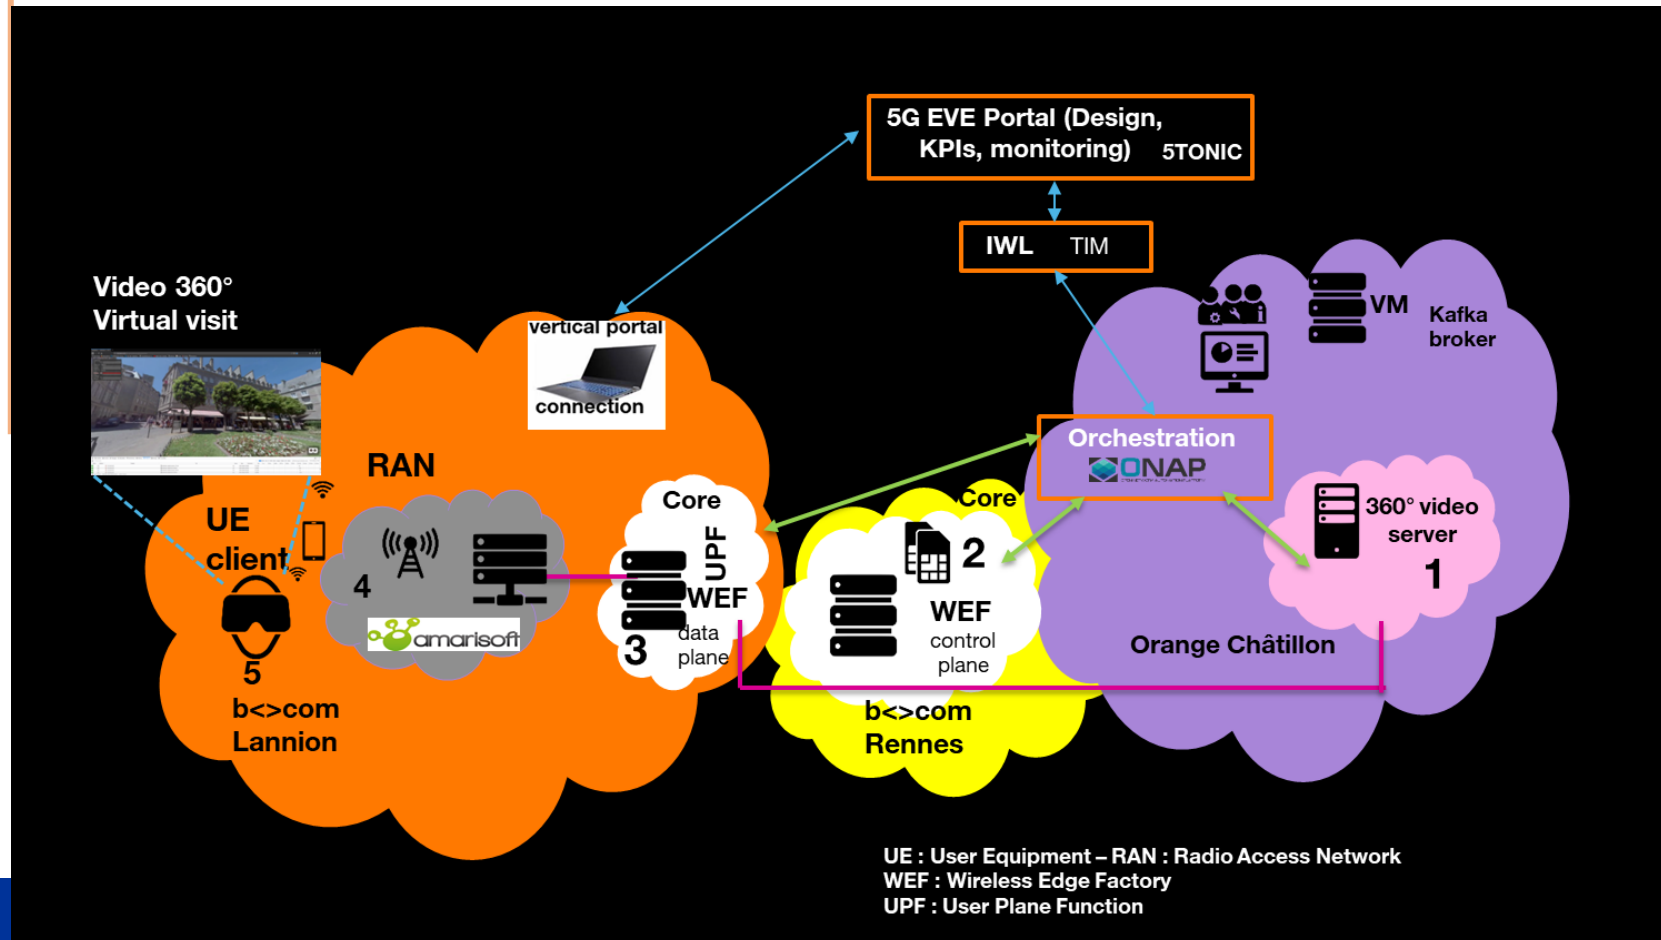 5G EVE Portal (Design,
KPIs, monitoring) 5TONIC
IWL TIM
Video 360°
Virtual visit
vertical portal
connection
VM
Kafka
broker
Orchestration
ONAP
RAN
UE
client
4
amarisoft
5
b<>com
Lannion
Core
UPF
WEF
data
plane
3
Core
2
WEF
control
plane
b<>com
Rennes
360° video
server
1
Orange Châtillon
UE : User Equipment – RAN : Radio Access Network
WEF : Wireless Edge Factory
UPF : User Plane Function